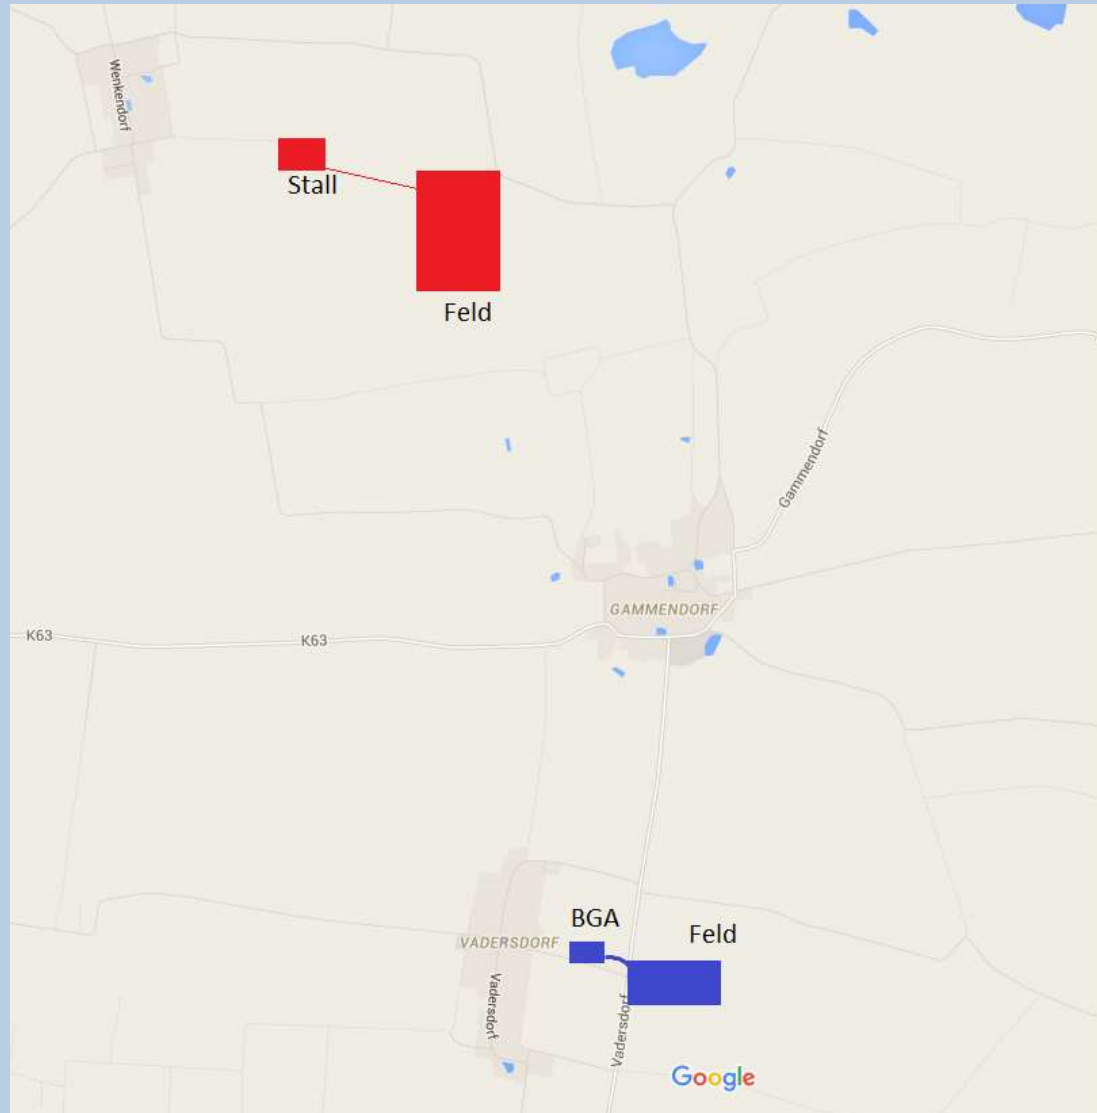 Wenkendorf
Stall
Feld
Gammendorf
GAMMENDORF
K63
K63
BGA
Feld
VADERSDORF
Vadersdorf
Vadersdorf
Google